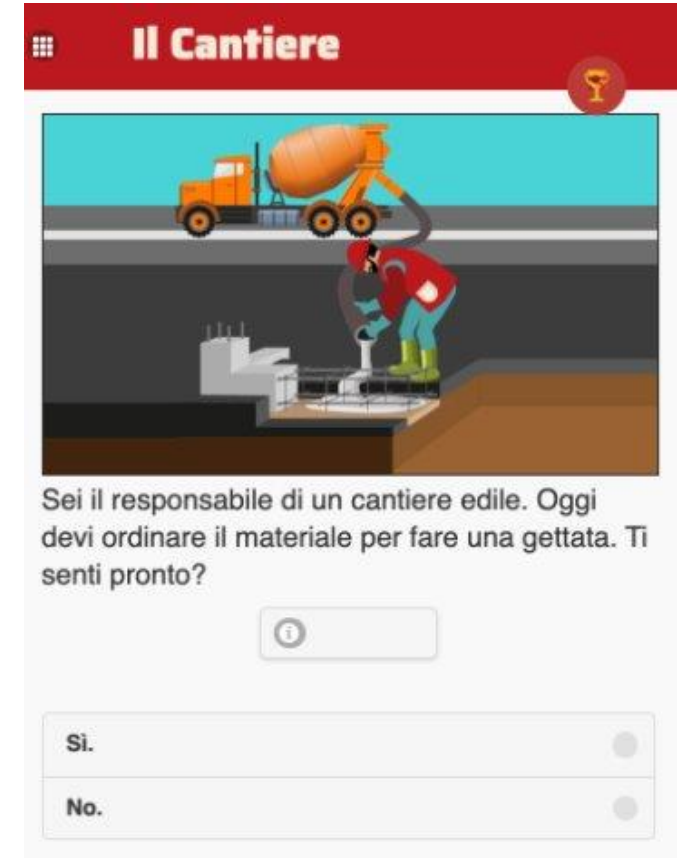 Il Cantiere
Sei il responsabile di un cantiere edile. Oggi
devi ordinare il materiale per fare una gettata. Ti
senti pronto?
Sì.
No.